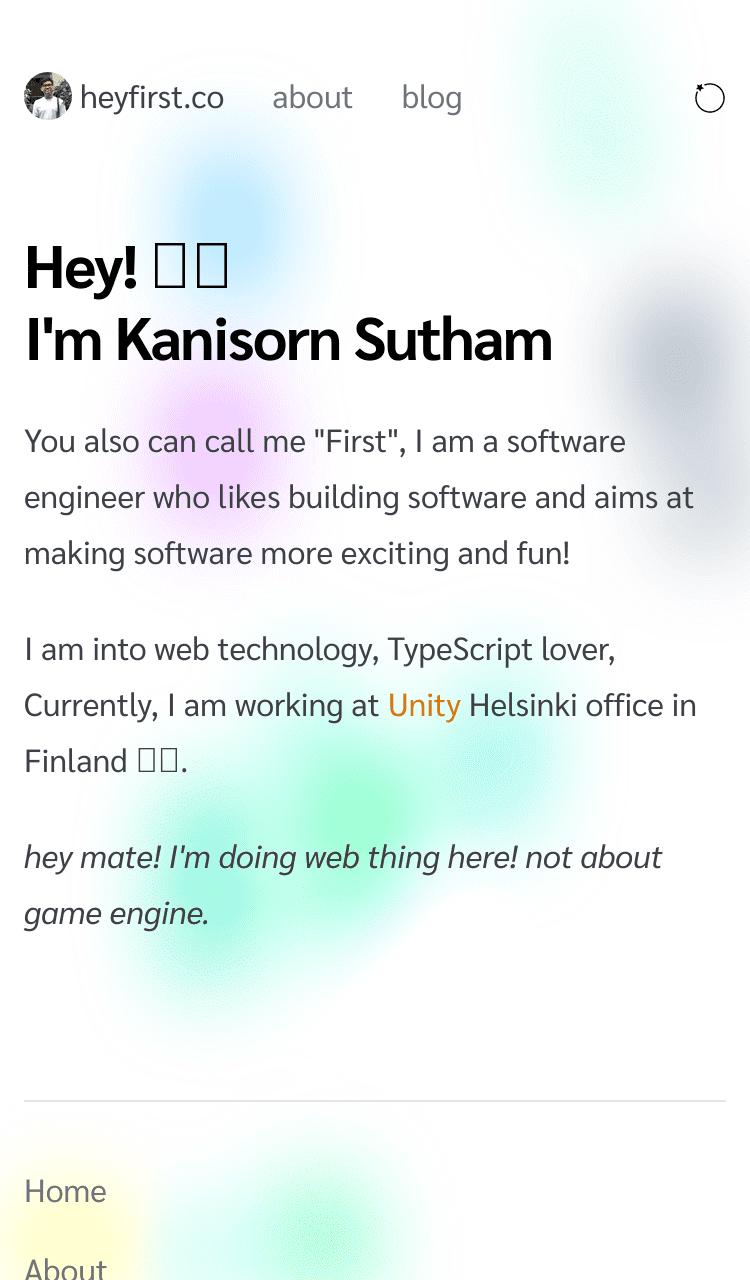 heyfirst.co about blog
Hey! 
I'm Kanisorn Sutham
You also can call me "First", I am a software
engineer who likes building software and aims at
making software more exciting and fun!
I am into web technology, TypeScript lover,
Currently, I am working at Unity Helsinki office in
Finland .
hey mate! I'm doing web thing here! not about
game engine.
Home
About